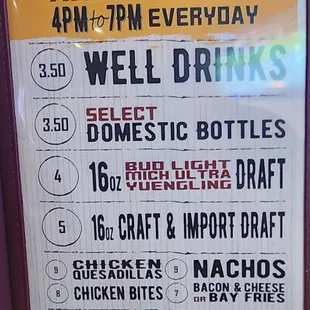 4PM to 7PM EVERYDAY
3.50 WELL DRINKS
3.50 SELECT
DOMESTIC BOTTLES
4 16oz BUD LIGHT
MICH ULTRA
YUENGLING DRAFT
5 16oz CRAFT & IMPORT DRAFT
9 CHICKEN
QUESADILLAS
9 NACHOS
8 CHICKEN BITES
7 BACON & CHEESE
OR BAY FRIES